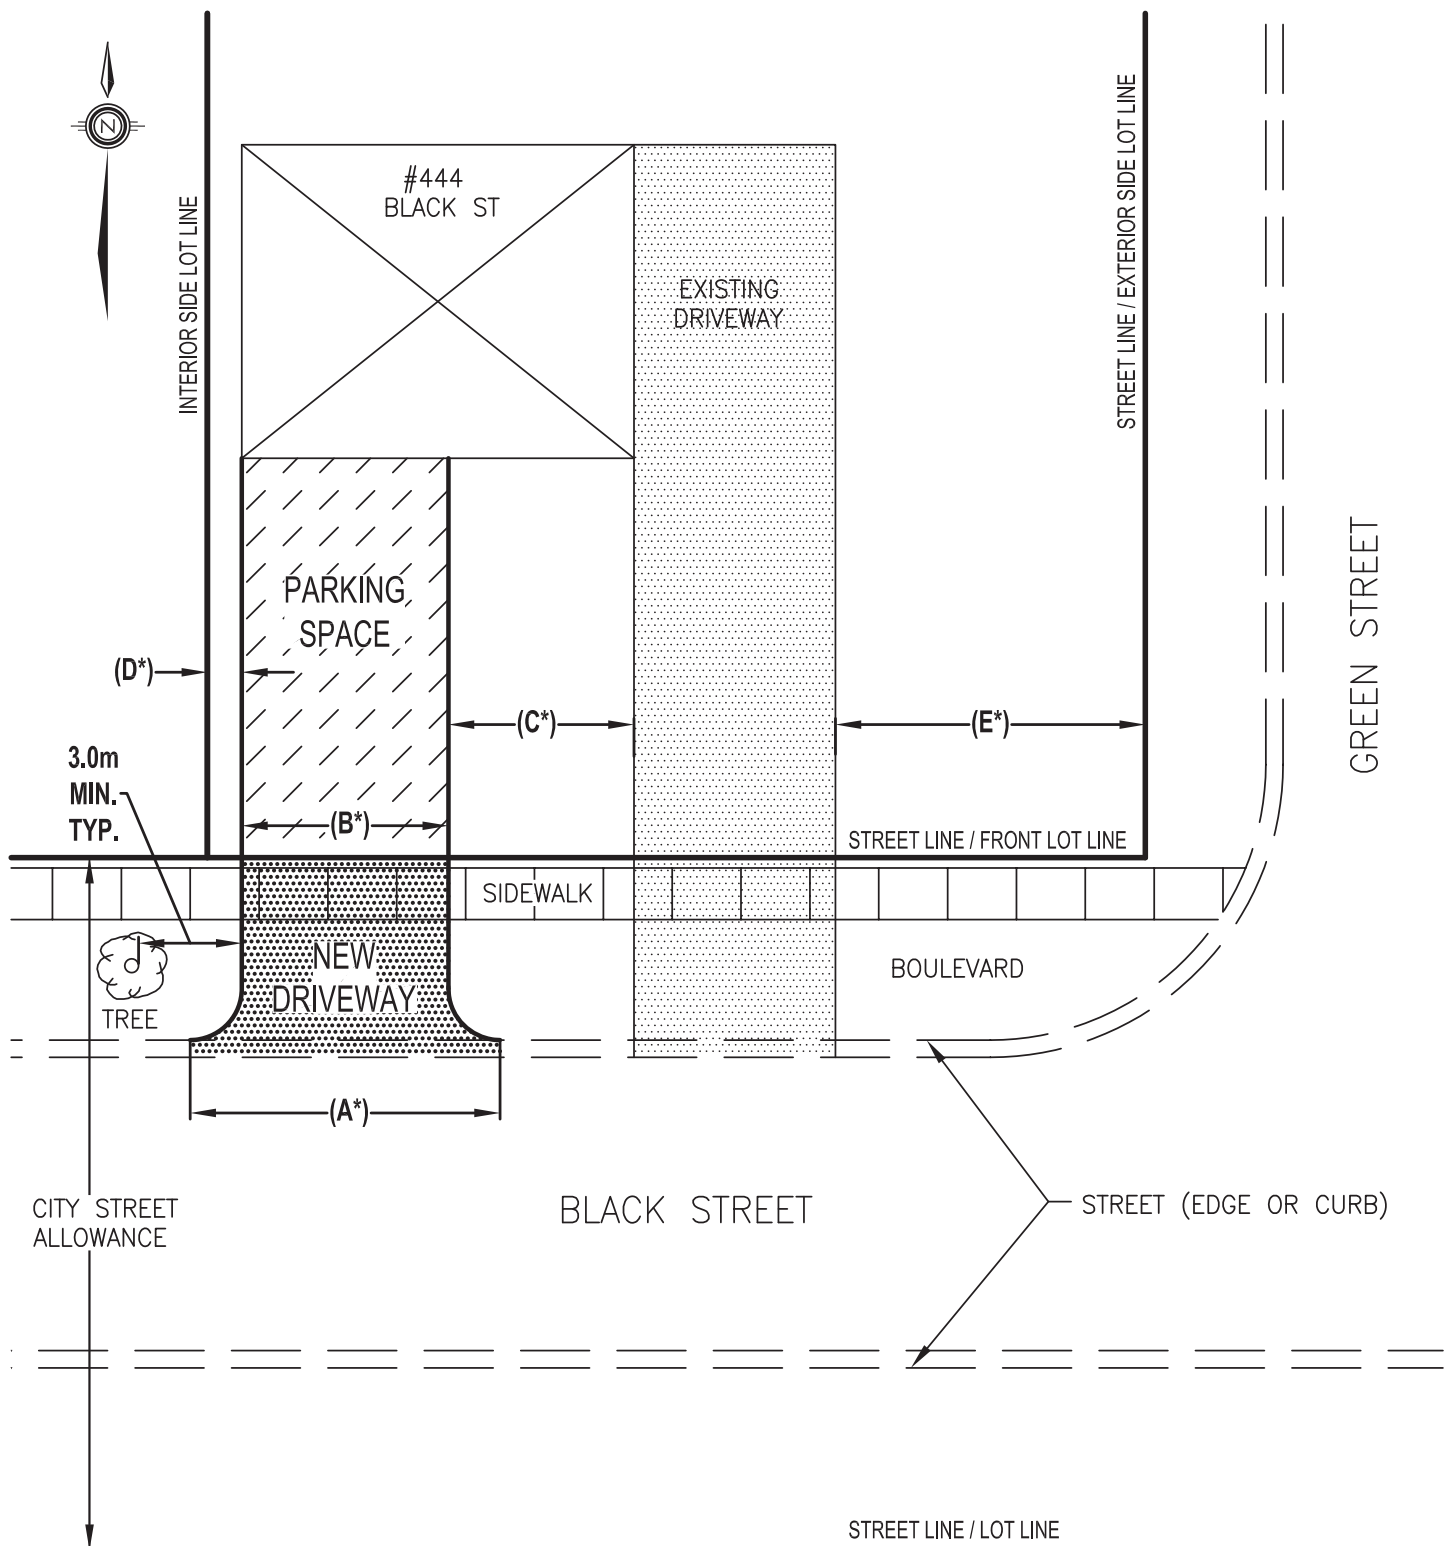 N
#444
BLACK ST
INTERIOR SIDE LOT LINE
EXISTING
DRIVEWAY
STREET LINE / EXTERIOR SIDE LOT LINE
GREEN STREET
PARKING
SPACE
(D*)
(C*)
(E*)
3.0m
MIN.
TYP.
(B*)
STREET LINE / FRONT LOT LINE
SIDEWALK
NEW
DRIVEWAY
BOULEVARD
TREE
(A*)
CITY STREET
ALLOWANCE
BLACK STREET
STREET (EDGE OR CURB)
STREET LINE / LOT LINE